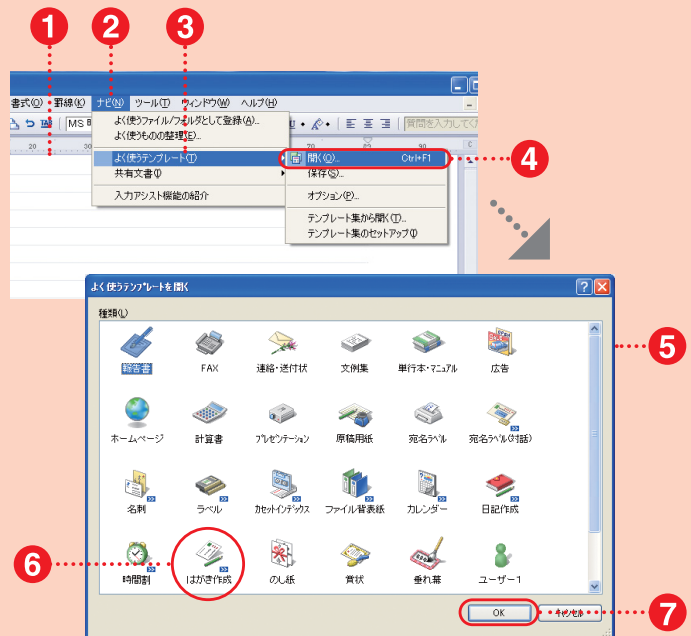 1 2 3
書式(O) 罫線(K) ナビ(N) ツール(T) ウィンドウ(W) ヘルプ(H)
MS 明 質問を入力してくだ
20 30 70 80 90
よく使うファイル/フォルダとして登録(A)...
よく使うものの整理(E)...
よく使うテンプレート(T)
共有文書(I)
入力アシスト機能の紹介
開く(O)... Ctrl+F1
保存(S)...
オプション(P)...
テンプレート集から開く(T)...
テンプレート集のセットアップ(I)
4
よく使うテンプレートを開く
種類(L)
報告書 FAX 連絡・送付状 文例集 単行本・マニュアル 広告
5
ホームページ 計算書 プレゼンテーション 原稿用紙 宛名ラベル 宛名ラベル(対話)
名刺 ラベル カセットインデックス ファイル背表紙 カレンダー 日記作成
6
時間割 はがき作成 のし紙 賞状 垂れ幕 ユーザー1
OK キャンセル
7